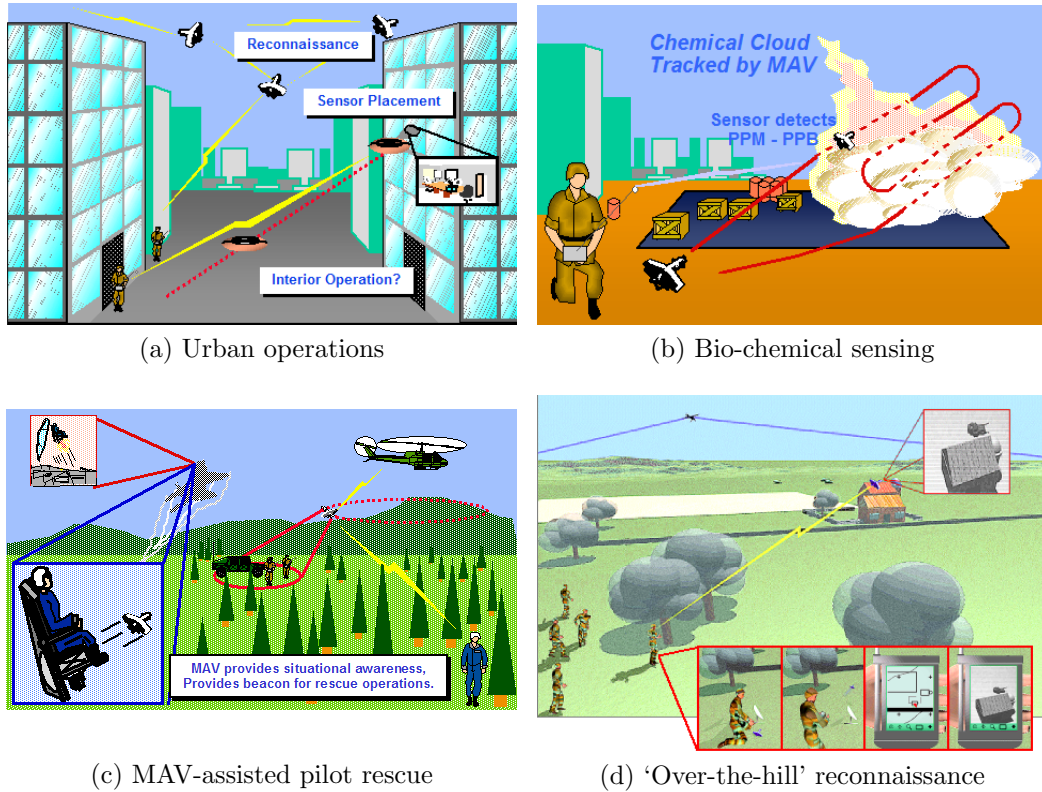 Reconnaissance
Sensor Placement
Interior Operation?
(a) Urban operations
Chemical Cloud
Tracked by MAV
Sensor detects
PPM - PPB
(b) Bio-chemical sensing
MAV provides situational awareness,
Provides beacon for rescue operations.
(c) MAV-assisted pilot rescue
(d) ‘Over-the-hill’ reconnaissance